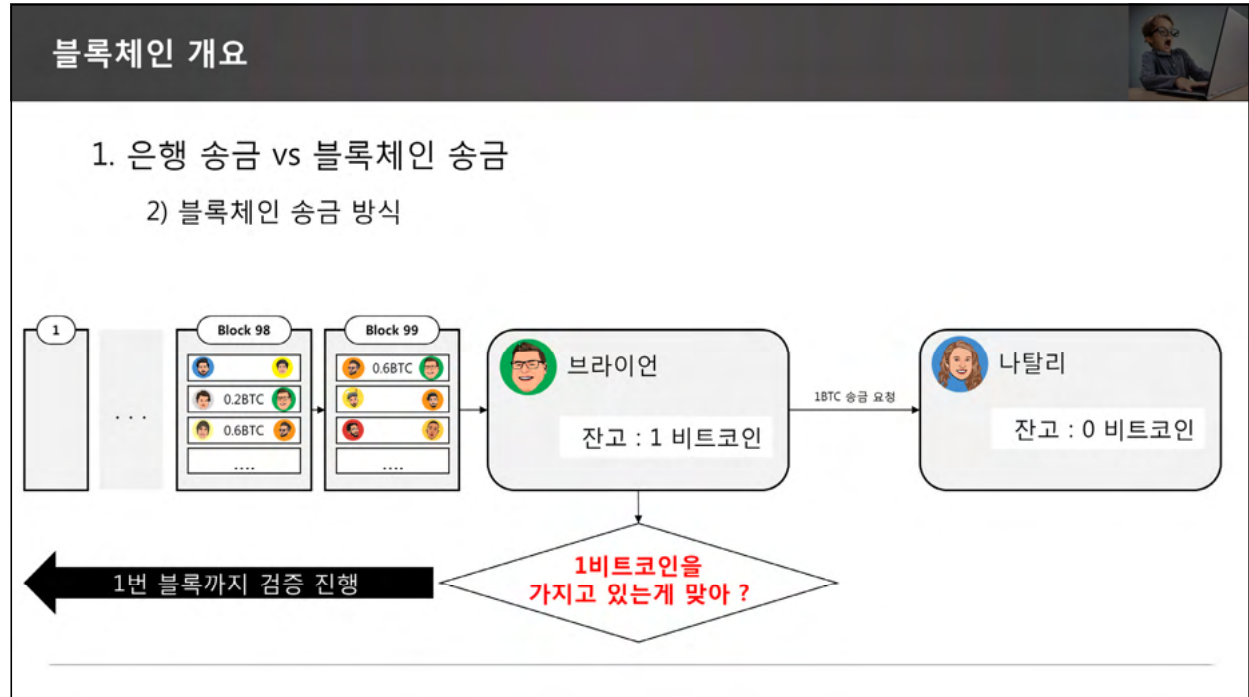 블록체인 개요
1. 은행 송금 vs 블록체인 송금
2) 블록체인 송금 방식
1
. . .
Block 98
0.2BTC
0.6BTC
....
Block 99
0.6BTC
....
브라이언
잔고 : 1 비트코인
1BTC 송금 요청
나탈리
잔고 : 0 비트코인
1비트코인을
가지고 있는게 맞아 ?
1번 블록까지 검증 진행